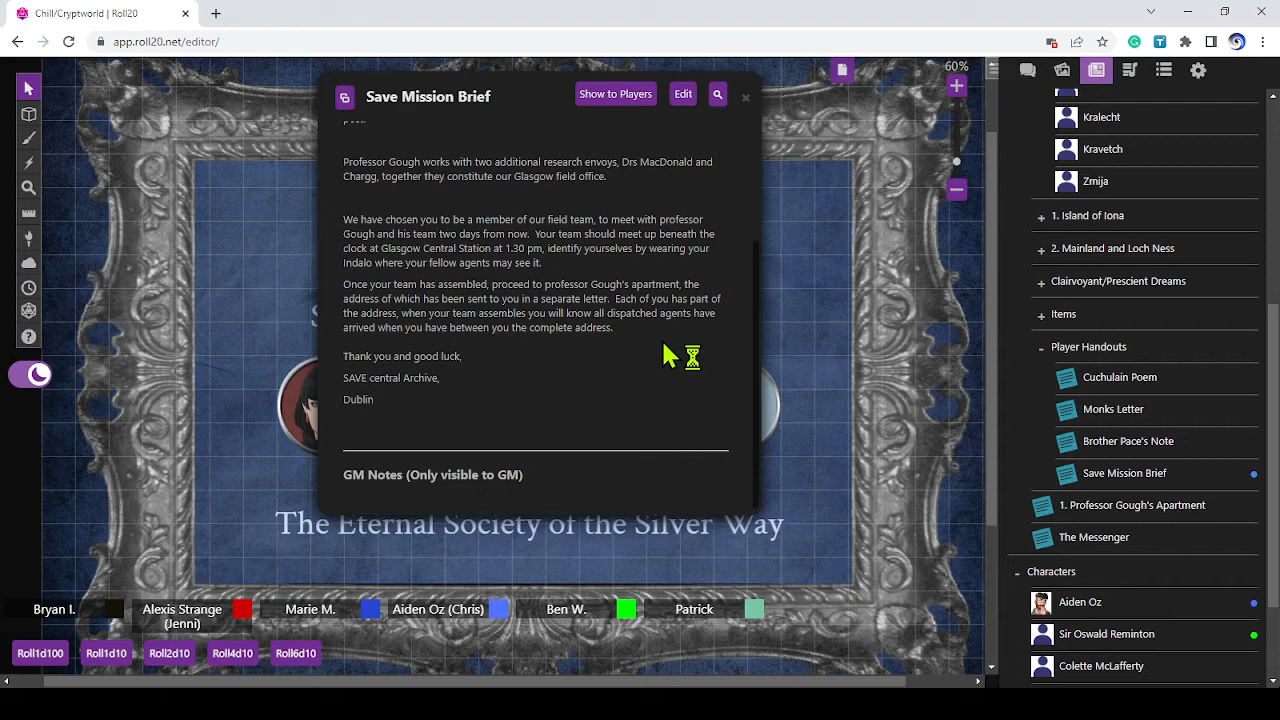 Chill/Cryptworld | Roll20
app.roll20.net/editor/
60%
Save Mission Brief
Show to Players
Edit
Professor Gough works with two additional research envoys, Drs MacDonald and
Chargg, together they constitute our Glasgow field office.
We have chosen you to be a member of our field team, to meet with professor
Gough and his team two days from now. Your team should meet up beneath the
clock at Glasgow Central Station at 1.30 pm, identify yourselves by wearing your
Indalo where your fellow agents may see it.
Once your team has assembled, proceed to professor Gough's apartment, the
address of which has been sent to you in a separate letter. Each of you has part of
the address, when your team assembles you will know all dispatched agents have
arrived when you have between you the complete address.
Thank you and good luck,
SAVE central Archive,
Dublin
GM Notes (Only visible to GM)
S
The Eternal Society of the Silver Way
Bryan I.
Alexis Strange
(Jenni)
Marie M.
Aiden Oz (Chris)
Ben W.
Patrick
Roll1d100
Roll1d10
Roll2d10
Roll4d10
Roll6d10
Kralecht
Kravetch
Zmija
1. Island of Iona
2. Mainland and Loch Ness
Clairvoyant/Prescient Dreams
Items
Player Handouts
Cuchulain Poem
Monks Letter
Brother Pace's Note
Save Mission Brief
1. Professor Gough's Apartment
The Messenger
Characters
Aiden Oz
Sir Oswald Reminton
Colette McLafferty